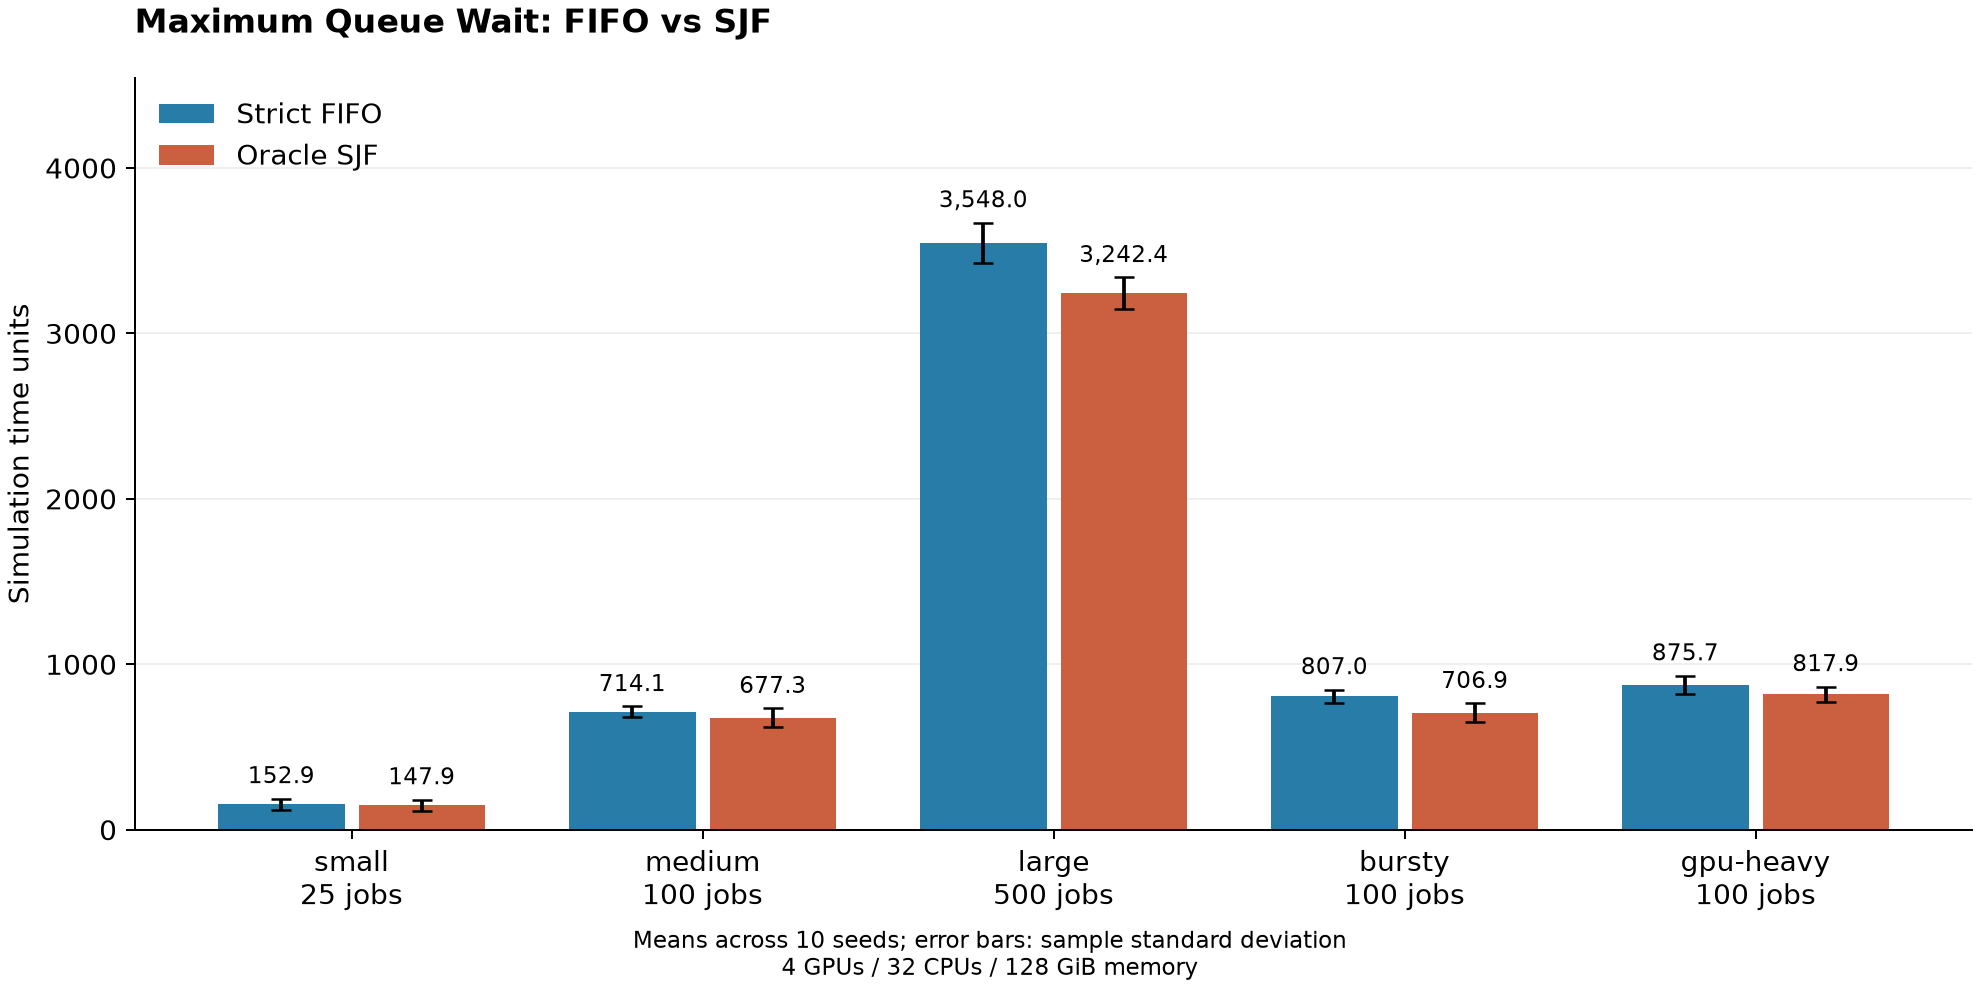 Maximum Queue Wait: FIFO vs SJF
Strict FIFO
Oracle SJF
Simulation time units
4000
3000
2000
1000
0
152.9
147.9
714.1
677.3
3,548.0
3,242.4
807.0
706.9
875.7
817.9
small
25 jobs
medium
100 jobs
large
500 jobs
bursty
100 jobs
gpu-heavy
100 jobs
Means across 10 seeds; error bars: sample standard deviation
4 GPUs / 32 CPUs / 128 GiB memory